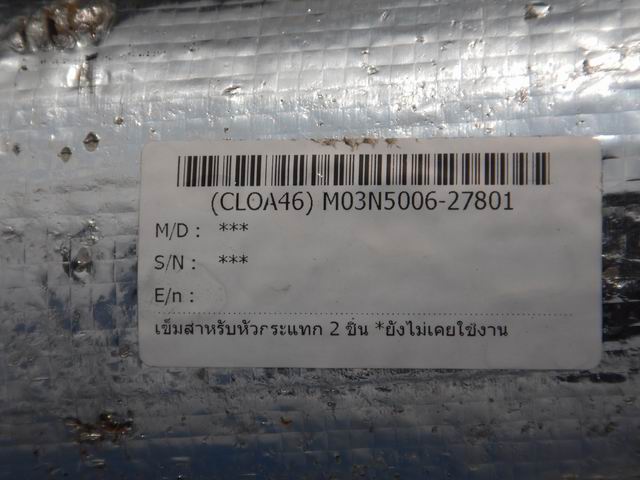 (CLOA46) M03N5006-27801
M/D : ***
S/N : ***
E/n :
เข็มสาหรับหัวกระแทก 2 ชิ้น *ยังไม่เคยใช้งาน